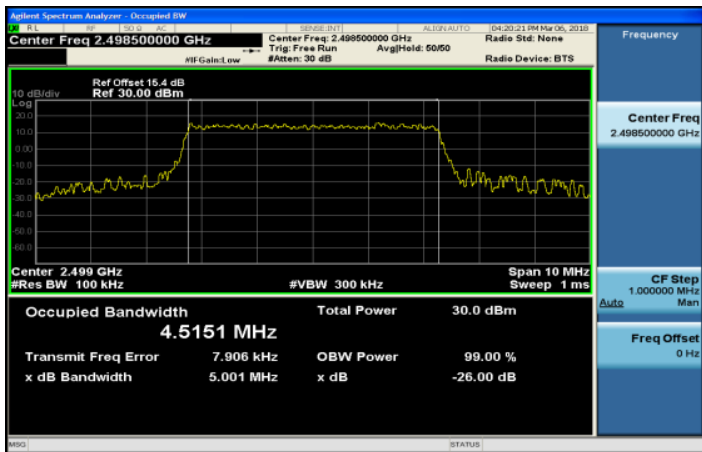 Agilent Spectrum Analyzer - Occupied BW
RL RF 50 Ω AC SENSE:INT ALIGN AUTO 04:20:21 PM Mar 06, 2018
Center Freq 2.498500000 GHz Center Freq: 2.498500000 GHz Radio Std: None Frequency
Trig: Free Run Avg|Hold: 50/50
#IFGain:Low #Atten: 30 dB Radio Device: BTS
Ref Offset 15.4 dB
10 dB/div Ref 30.00 dBm
Log
20.0
10.0
0.00
-10.0
-20.0
-30.0
-40.0
-50.0
-60.0
Center Freq
2.498500000 GHz
Center 2.499 GHz Span 10 MHz
#Res BW 100 kHz #VBW 300 kHz Sweep 1 ms
CF Step
1.000000 MHz
Auto Man
Occupied Bandwidth Total Power 30.0 dBm
4.5151 MHz
Transmit Freq Error 7.906 kHz OBW Power 99.00 %
x dB Bandwidth 5.001 MHz x dB -26.00 dB
Freq Offset
0 Hz
MSG STATUS